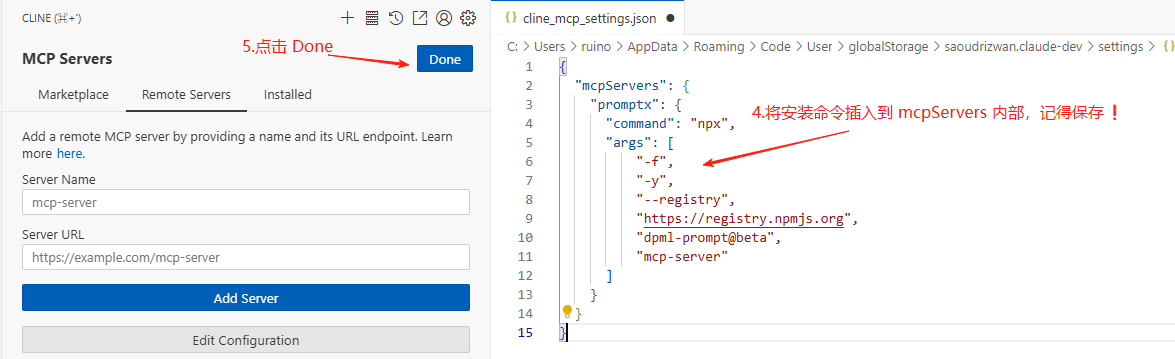 CLINE (⌘+')
5.点击 Done
MCP Servers
Done
Marketplace
Remote Servers
Installed
Add a remote MCP server by providing a name and its URL endpoint. Learn
more here.
Server Name
mcp-server
Server URL
https://example.com/mcp-server
Add Server
Edit Configuration
{} cline_mcp_settings.json ●
C: > Users > ruino > AppData > Roaming > Code > User > globalStorage > saoudrizwan.claude-dev > settings > {}
1 {
2 "mcpServers": {
3 "promptx": {
4 "command": "npx",
4.将安装命令插入到 mcpServers 内部，记得保存❗
5 "args": [
6 "-f",
7 "-y",
8 "--registry",
9 "https://registry.npmjs.org",
10 "dpml-prompt@beta",
11 "mcp-server"
12 ]
13 }
14 }
15 }